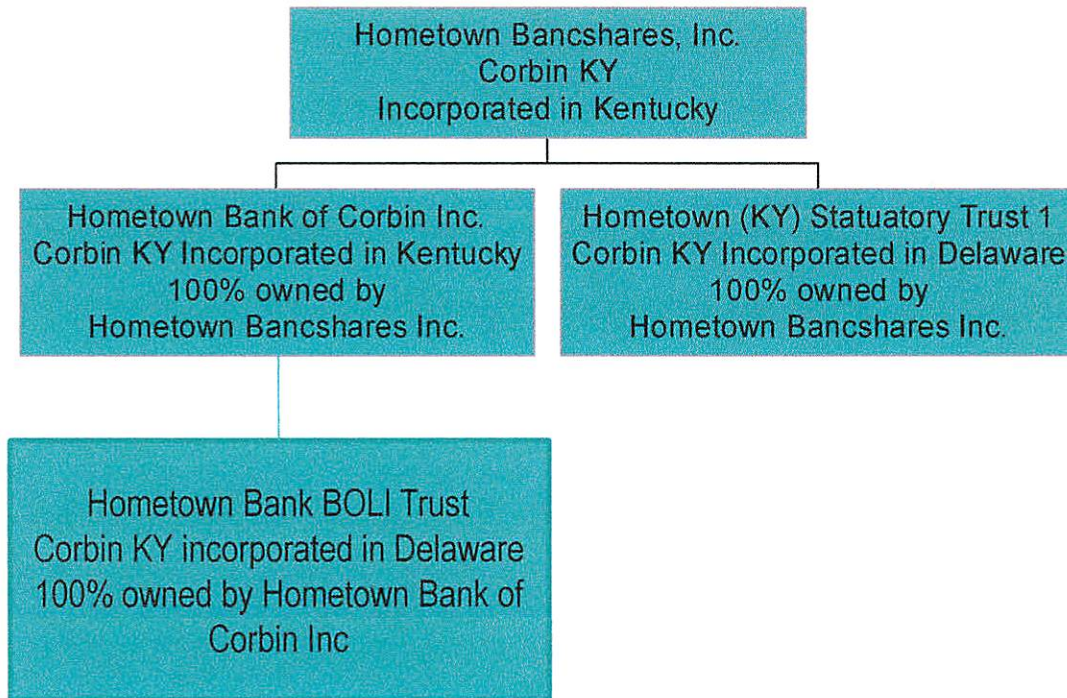 Hometown Bancshares, Inc.
Corbin KY
Incorporated in Kentucky
Hometown Bank of Corbin Inc.
Corbin KY Incorporated in Kentucky
100% owned by
Hometown Bancshares Inc.
Hometown (KY) Statuatory Trust 1
Corbin KY Incorporated in Delaware
100% owned by
Hometown Bancshares Inc.
Hometown Bank BOLI Trust
Corbin KY incorporated in Delaware
100% owned by Hometown Bank of
Corbin Inc